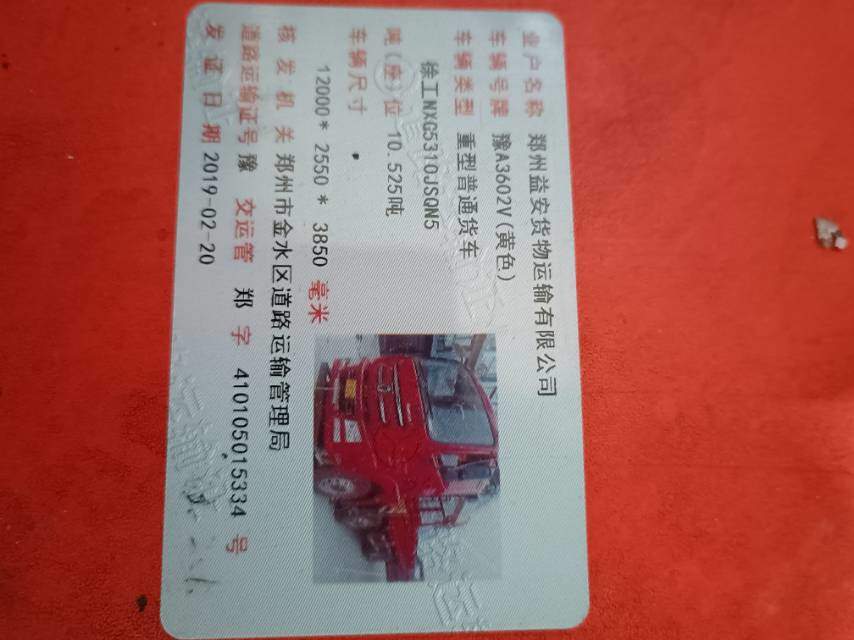 业户名称 郑州益安货物运输有限公司
车辆号牌 豫A3602V(黄色)
车辆类型 重型普通货车
徐工NXG5310JSQN5
吨(座)位 10.525吨
车辆尺寸
12000* 2550* 3850 毫米
核发机关 郑州市金水区道路运输管理局
道路运输证号 豫 交运管 郑 字 410105015334 号
发证日期 2019-02-20